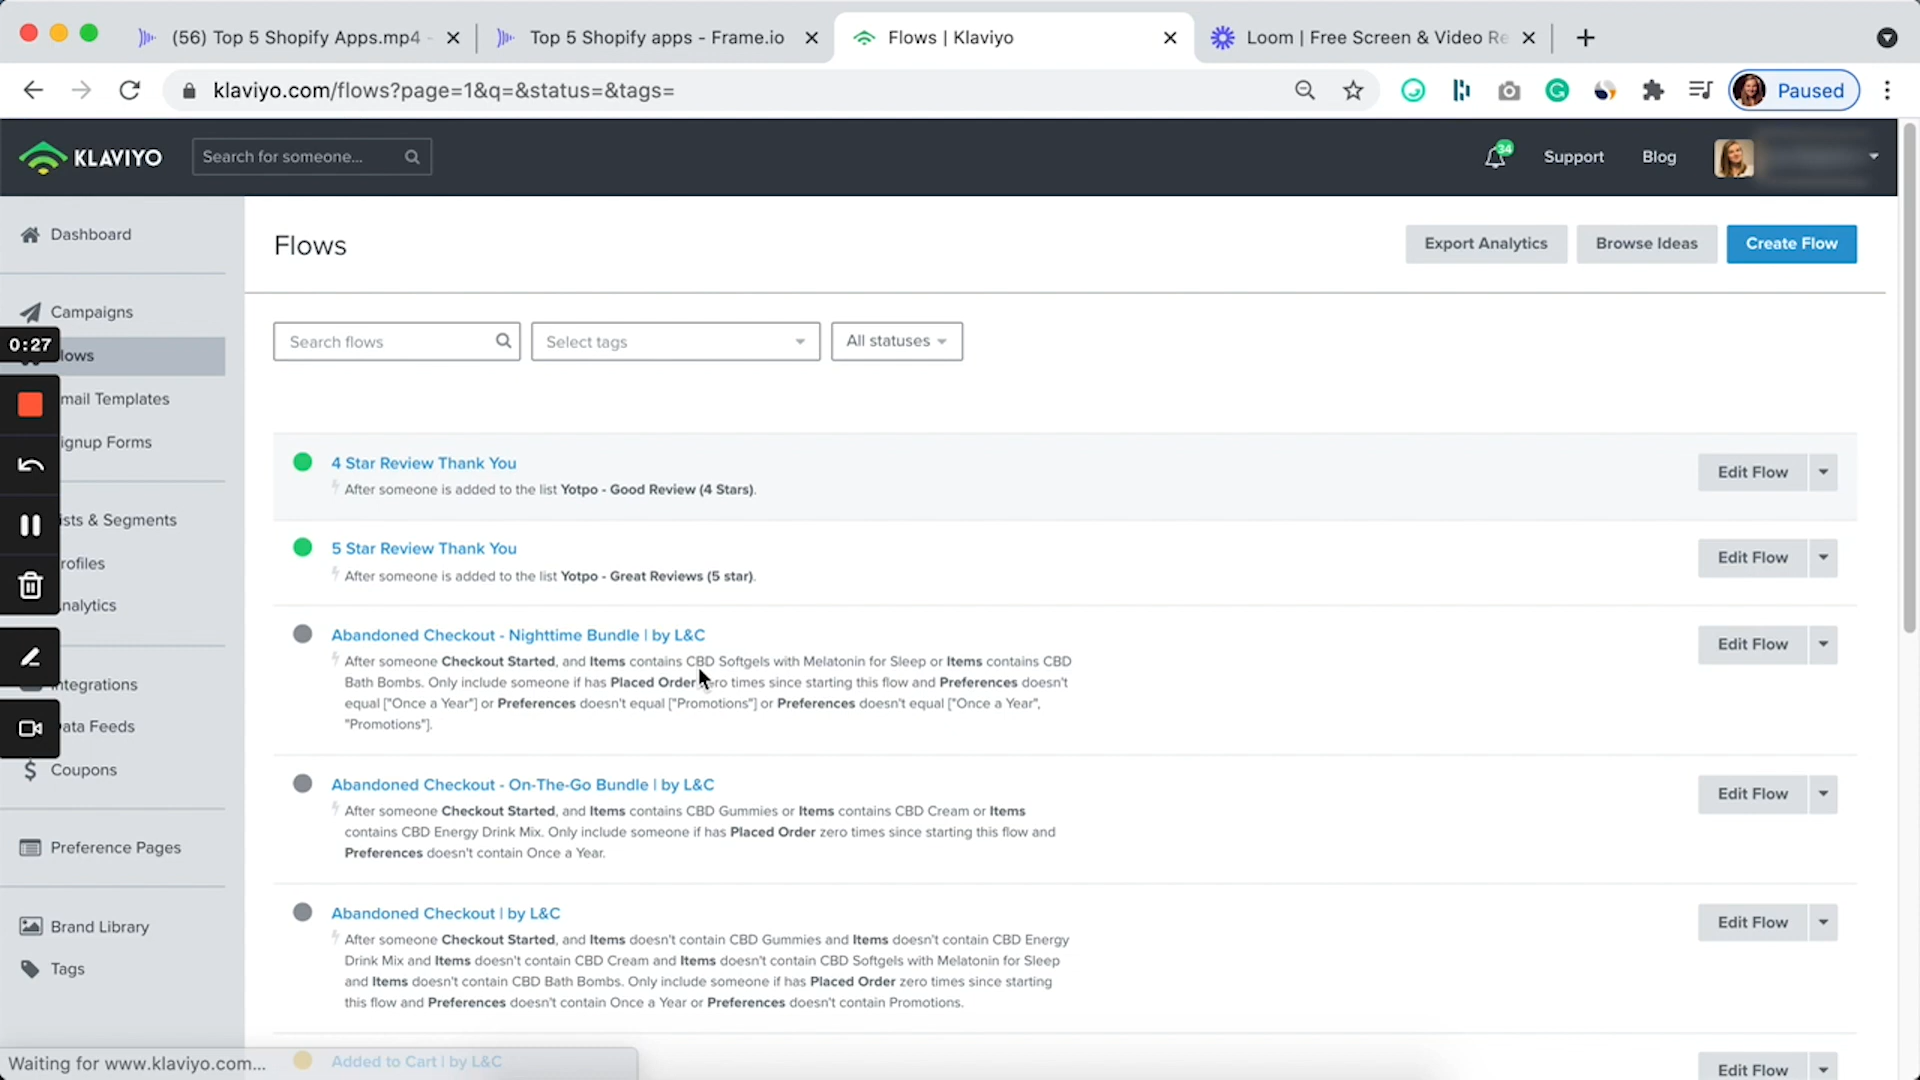 (56) Top 5 Shopify Apps.mp4 -
Top 5 Shopify apps - Frame.io
Flows | Klaviyo
Loom | Free Screen & Video Re
klaviyo.com/flows?page=1&q=&status=&tags=
Paused
KLAVIYO
Search for someone...
34
Support
Blog
Dashboard
Campaigns
0:27
lows
mail Templates
ignup Forms
ists & Segments
rofiles
nalytics
ntegrations
ata Feeds
Coupons
Preference Pages
Brand Library
Tags
Flows
Export Analytics
Browse Ideas
Create Flow
Search flows
Select tags
All statuses
4 Star Review Thank You
After someone is added to the list Yotpo - Good Review (4 Stars).
Edit Flow
5 Star Review Thank You
After someone is added to the list Yotpo - Great Reviews (5 star).
Edit Flow
Abandoned Checkout - Nighttime Bundle | by L&C
After someone Checkout Started, and Items contains CBD Softgels with Melatonin for Sleep or Items contains CBD
Bath Bombs. Only include someone if has Placed Order zero times since starting this flow and Preferences doesn't
equal ["Once a Year"] or Preferences doesn't equal ["Promotions"] or Preferences doesn't equal ["Once a Year",
"Promotions"].
Edit Flow
Abandoned Checkout - On-The-Go Bundle | by L&C
After someone Checkout Started, and Items contains CBD Gummies or Items contains CBD Cream or Items
contains CBD Energy Drink Mix. Only include someone if has Placed Order zero times since starting this flow and
Preferences doesn't contain Once a Year.
Edit Flow
Abandoned Checkout | by L&C
After someone Checkout Started, and Items doesn't contain CBD Gummies and Items doesn't contain CBD Energy
Drink Mix and Items doesn't contain CBD Cream and Items doesn't contain CBD Softgels with Melatonin for Sleep
and Items doesn't contain CBD Bath Bombs. Only include someone if has Placed Order zero times since starting
this flow and Preferences doesn't contain Once a Year or Preferences doesn't contain Promotions.
Edit Flow
Added to Cart | by L&C
Edit Flow
Waiting for www.klaviyo.com...